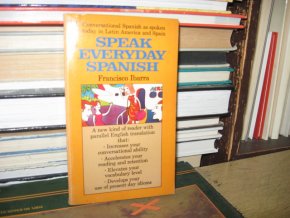 Conversational Spanish as spoken
today in Latin America and Spain
SPEAK
EVERYDAY
SPANISH
Francisco Ibarra
A new kind of reader with
parallel English translation
that:
• Increases your
conversational ability
• Accelerates your
reading and retention
• Elevates your
vocabulary level
• Develops your
use of present day idioms